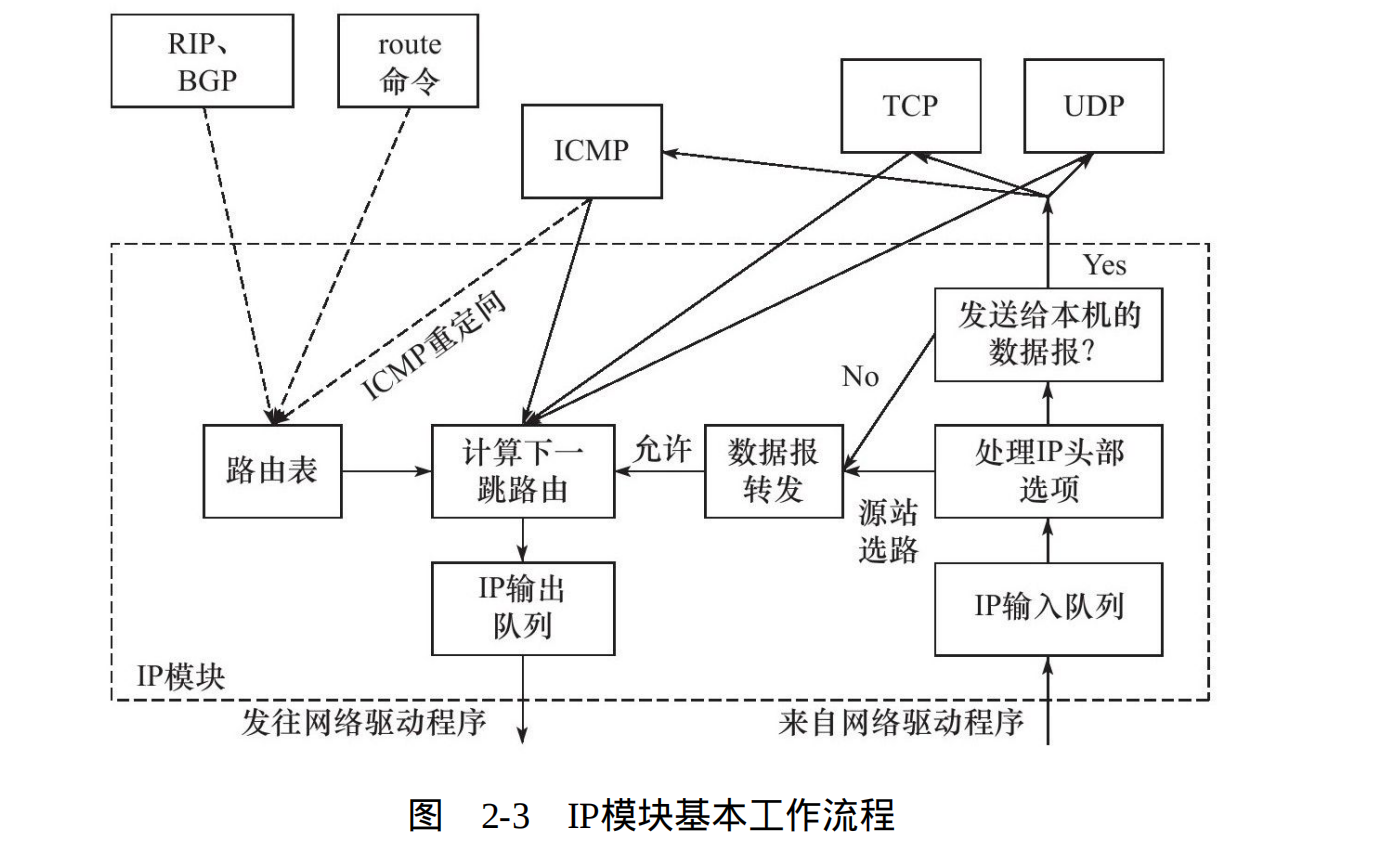 RIP、
BGP
route
命令
ICMP
TCP
UDP
ICMP重定向
Yes
发送给本机的
数据报?
No
路由表
计算下一
跳路由
允许
数据报
转发
处理IP头部
选项
源站
选路
IP输出
队列
IP输入队列
IP模块
发往网络驱动程序
来自网络驱动程序
图 2-3 IP模块基本工作流程